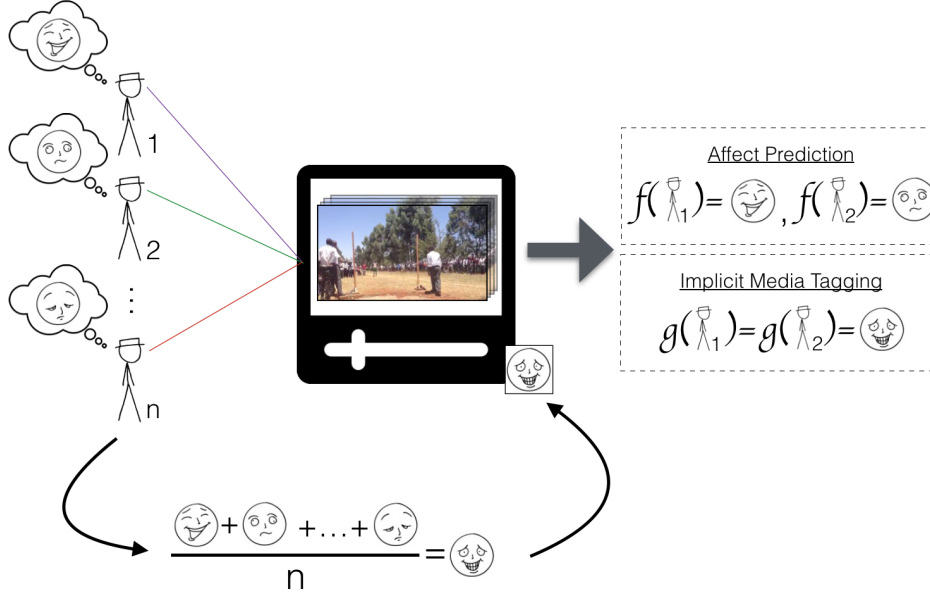 1
2
⋮
n
Affect Prediction
f( 1)= , f( 2)=
Implicit Media Tagging
g( 1)=g( 2)=
+ +...+ =
n